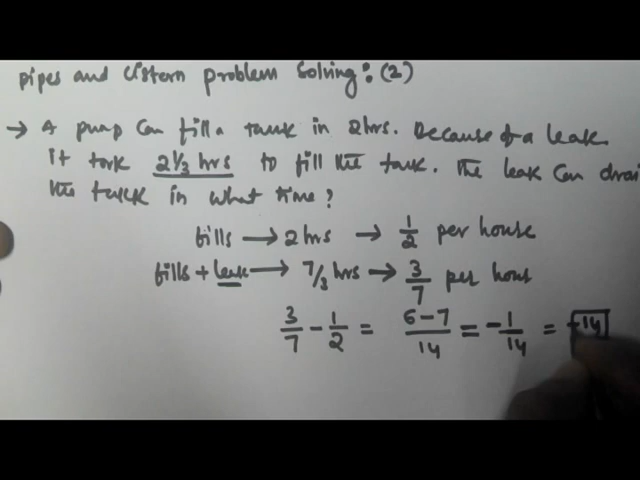 pipes and cistern problem solving:(2)
→ A pump can fill a tank in 2hrs. Because of a leak
it took 2 1/3 hrs to fill the tank. The leak can drai
the tank in what time?
fills → 2 hrs → 1/2 per house
fills + leak → 7/3 hrs → 3/7 per hour
3/7 - 1/2 = 6-7/14 = -1/14 = -14